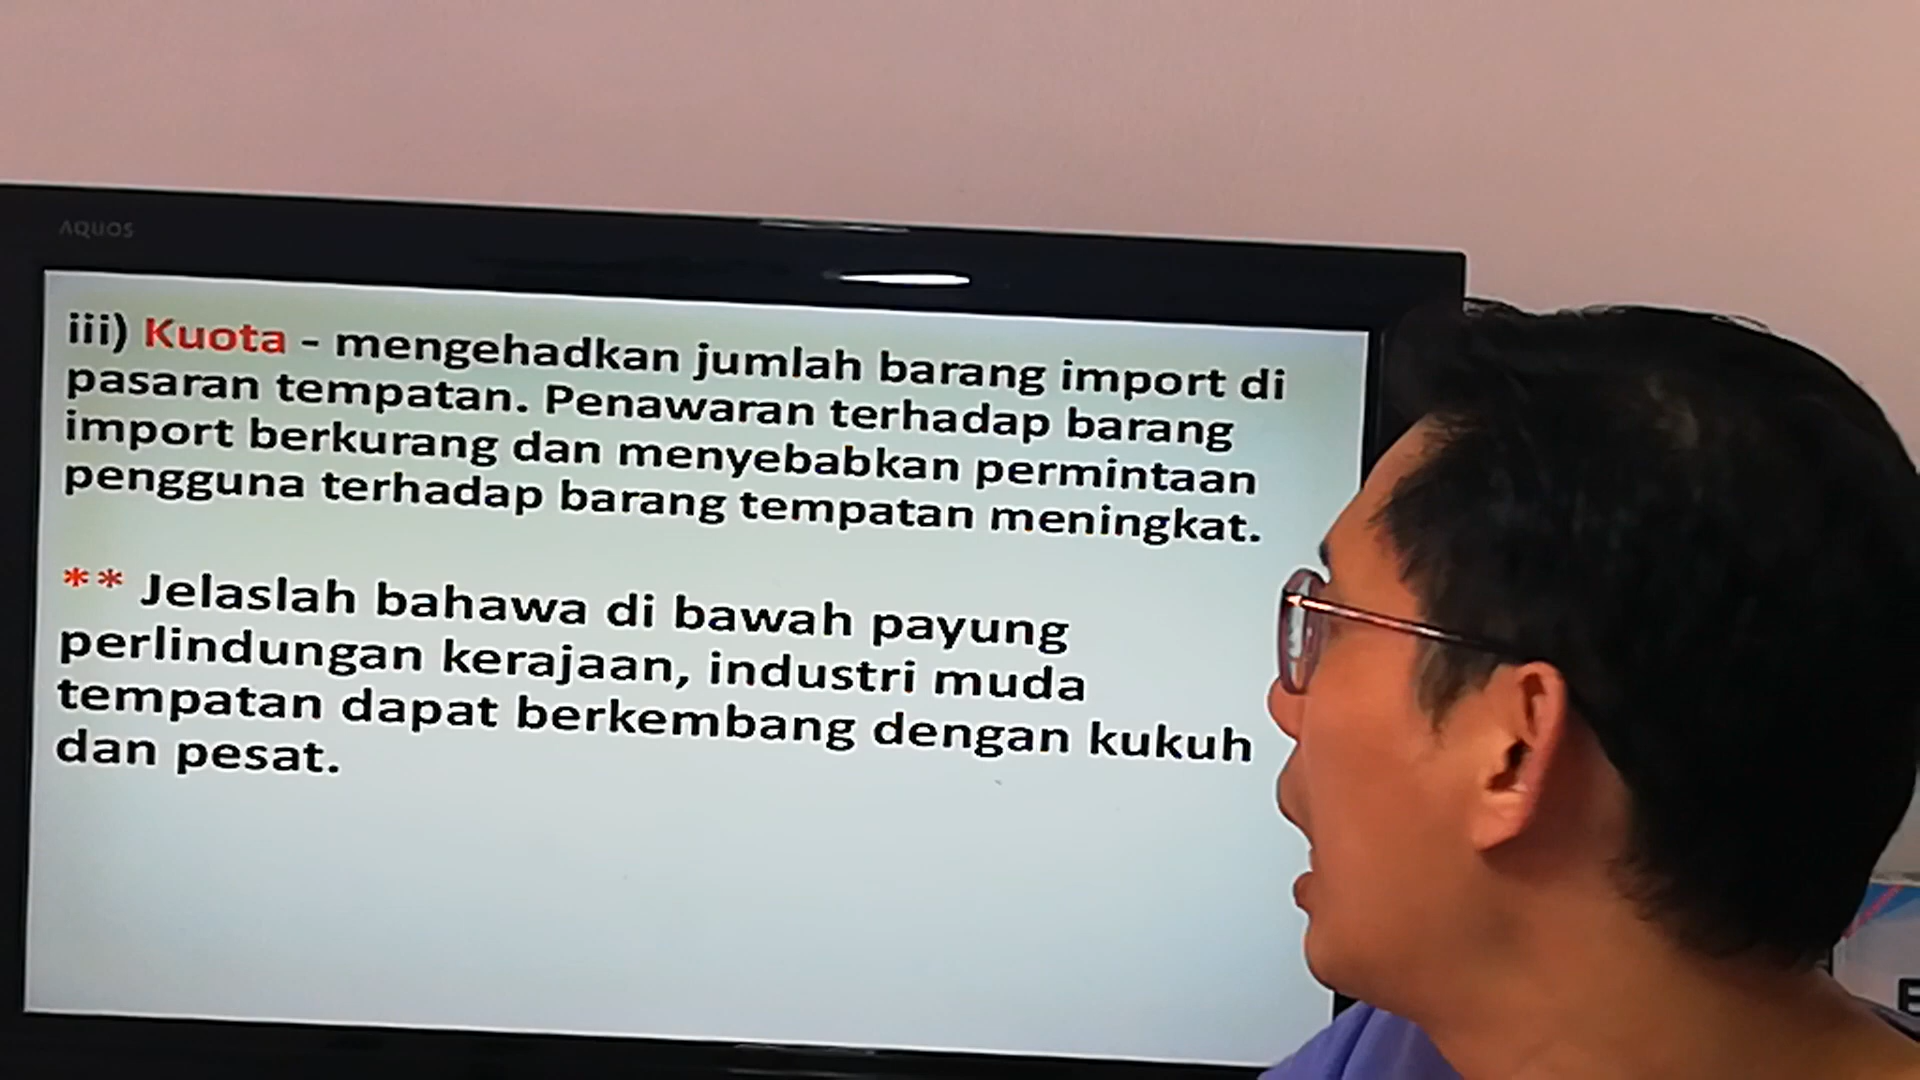 AQUOS
iii) Kuota - mengehadkan jumlah barang import di
pasaran tempatan. Penawaran terhadap barang
import berkurang dan menyebabkan permintaan
pengguna terhadap barang tempatan meningkat.
** Jelaslah bahawa di bawah payung
perlindungan kerajaan, industri muda
tempatan dapat berkembang dengan kukuh
dan pesat.